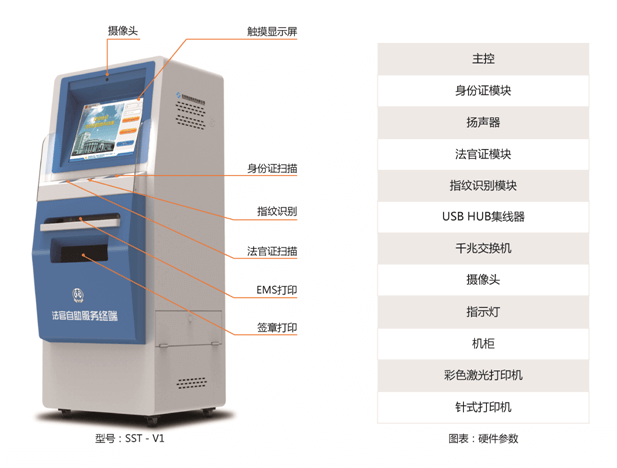 摄像头
触摸显示屏
身份证扫描
指纹识别
法官证扫描
EMS打印
签章打印
法官自助服务终端
型号：SST - V1
主控
身份证模块
扬声器
法官证模块
指纹识别模块
USB HUB集线器
千兆交换机
摄像头
指示灯
机柜
彩色激光打印机
针式打印机
图表：硬件参数